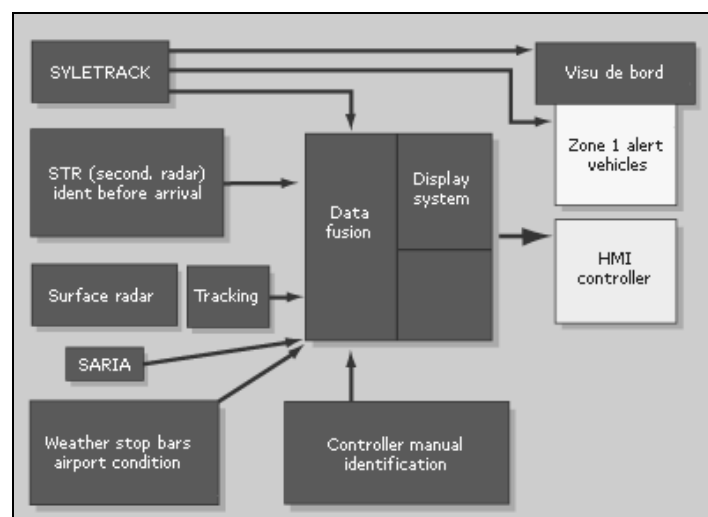 SYLETRACK
Visu de bord
Zone 1 alert
vehicles
STR (second. radar)
ident before arrival
Data
fusion
Display
system
HMI
controller
Surface radar
Tracking
SARIA
Weather stop bars
airport condition
Controller manual
identification